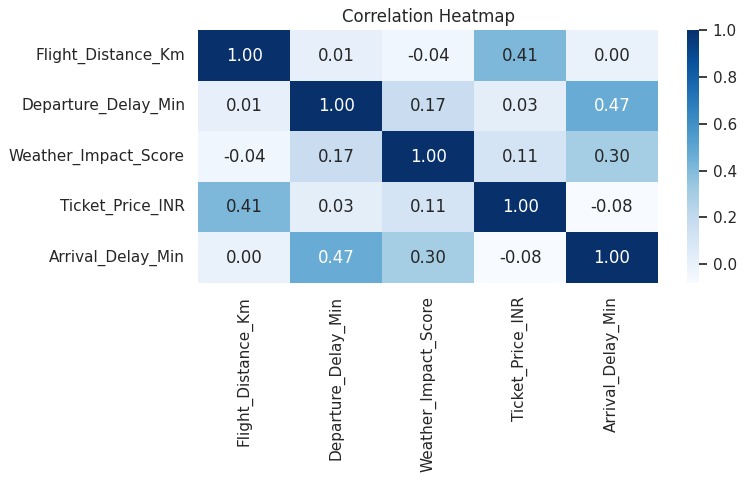 Correlation Heatmap
Flight_Distance_Km 1.00 0.01 -0.04 0.41 0.00
Departure_Delay_Min 0.01 1.00 0.17 0.03 0.47
Weather_Impact_Score -0.04 0.17 1.00 0.11 0.30
Ticket_Price_INR 0.41 0.03 0.11 1.00 -0.08
Arrival_Delay_Min 0.00 0.47 0.30 -0.08 1.00
Flight_Distance_Km
Departure_Delay_Min
Weather_Impact_Score
Ticket_Price_INR
Arrival_Delay_Min
1.0
0.8
0.6
0.4
0.2
0.0